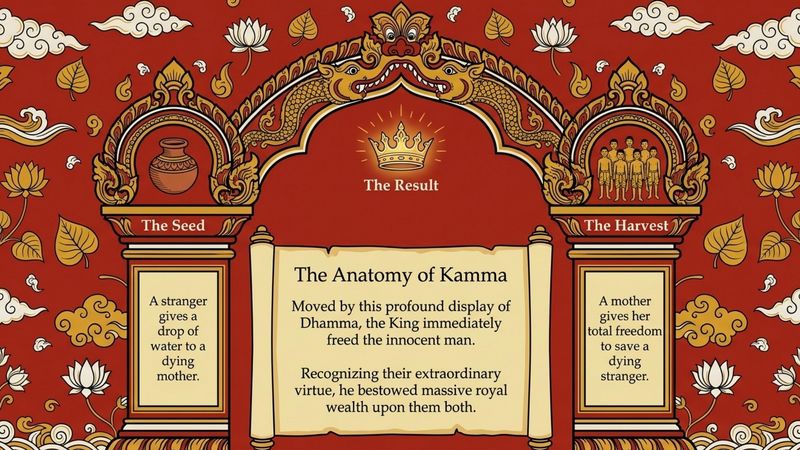 The Result
The Seed
The Harvest
A stranger
gives a
drop of
water to a
dying
mother.
The Anatomy of Kamma
Moved by this profound display of
Dhamma, the King immediately
freed the innocent man.
Recognizing their extraordinary
virtue, he bestowed massive royal
wealth upon them both.
A mother
gives her
total freedom
to save a
dying
stranger.